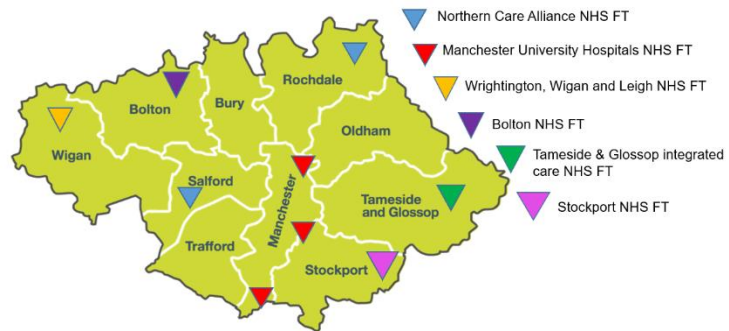 Northern Care Alliance NHS FT
Manchester University Hospitals NHS FT
Wrightington, Wigan and Leigh NHS FT
Bolton NHS FT
Tameside & Glossop integrated
care NHS FT
Stockport NHS FT
Rochdale
Bolton
Bury
Oldham
Wigan
Salford
Manchester
Tameside
and Glossop
Trafford
Stockport